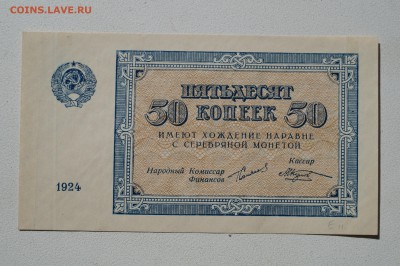 COINS.LAVE.RU
ПЯТЬДЕСЯТ
50 КОПЕЕК 50
ИМЕЮТ ХОЖДЕНИЕ НАРАВНЕ
С СЕРЕБРЯНОЙ МОНЕТОЙ
Народный Комиссар
Финансов
Кассир
1924